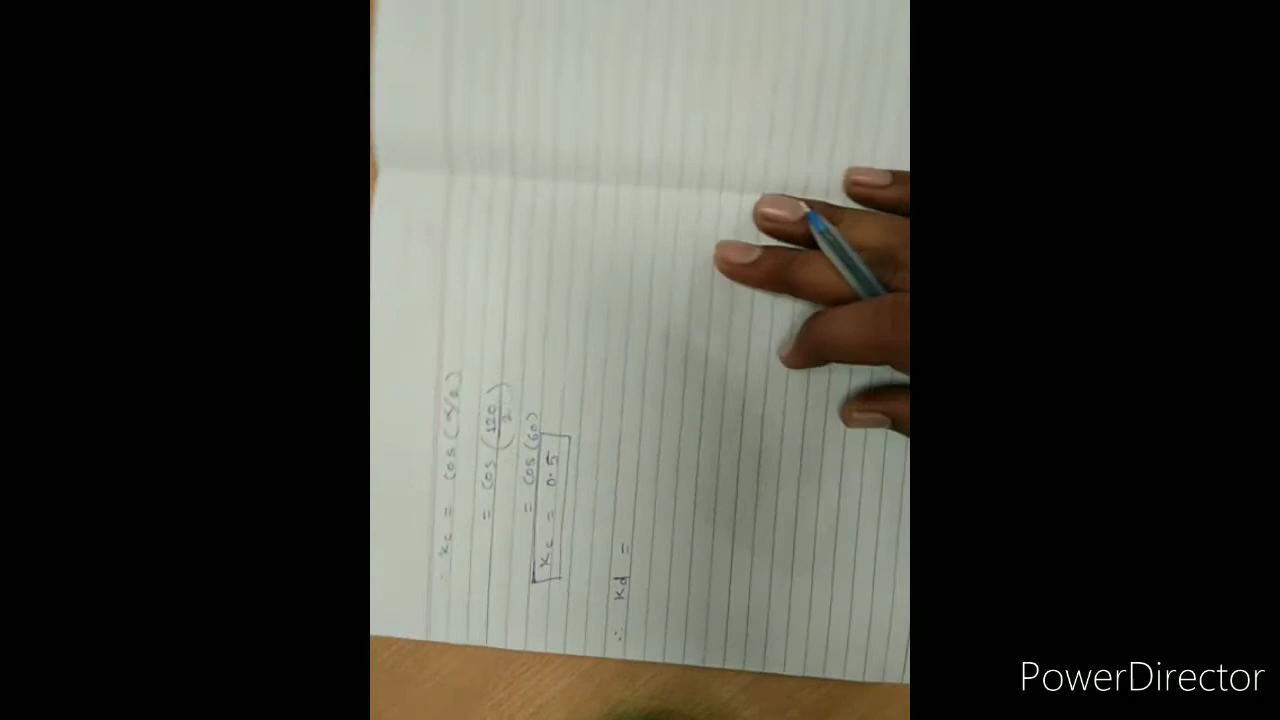 ∴ Kc = cos(α/2)
= cos(120/2)
= cos(60)
Kc = 0.5
∴ Kd =
PowerDirector